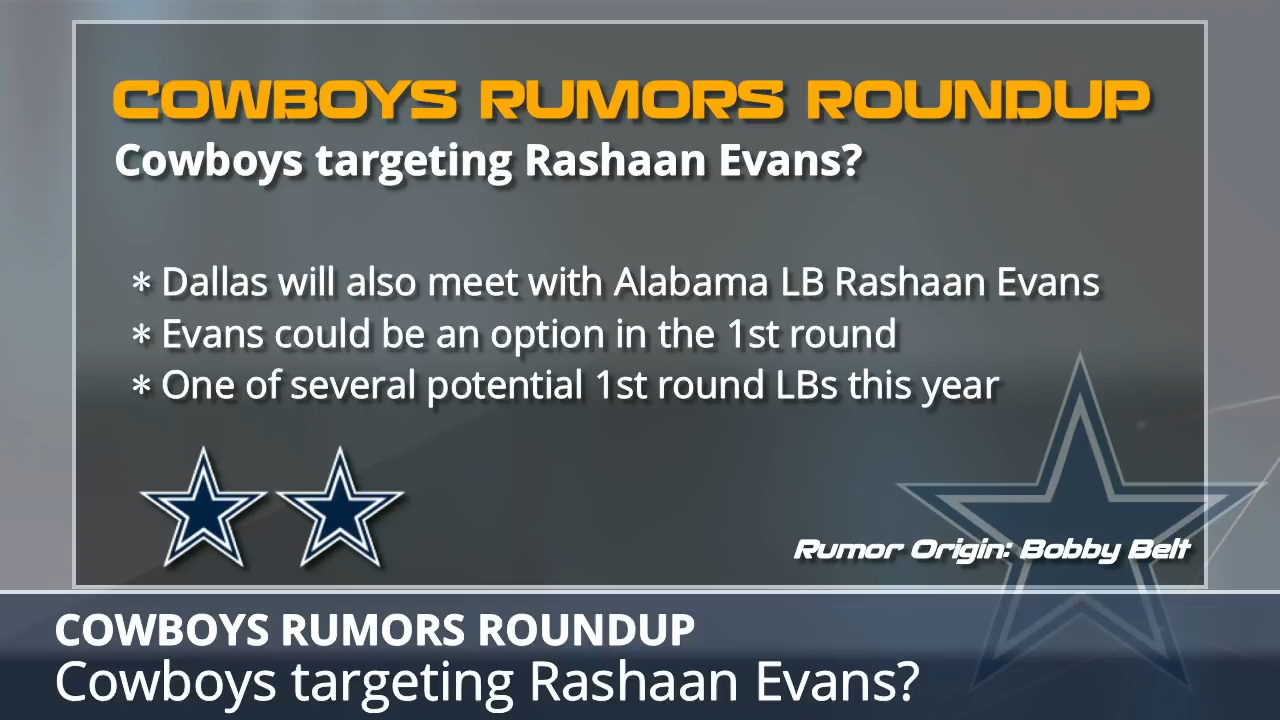 COWBOYS RUMORS ROUNDUP
Cowboys targeting Rashaan Evans?
* Dallas will also meet with Alabama LB Rashaan Evans
* Evans could be an option in the 1st round
* One of several potential 1st round LBs this year
Rumor Origin: Bobby Belt
COWBOYS RUMORS ROUNDUP
Cowboys targeting Rashaan Evans?